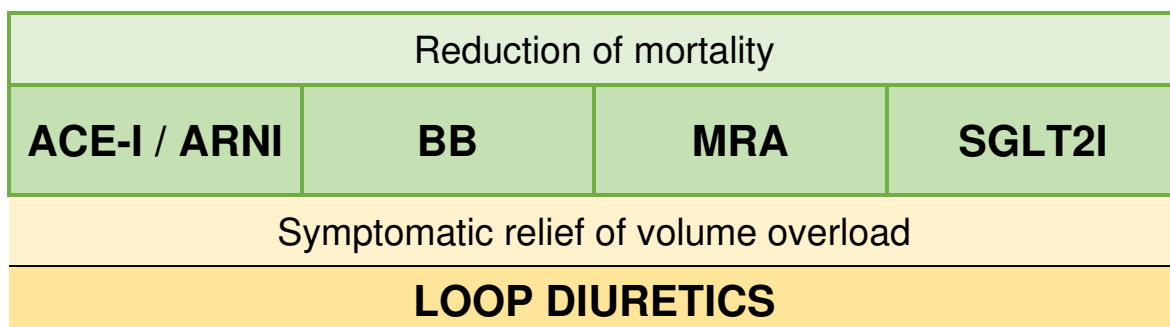 Reduction of mortality
ACE-I / ARNI BB MRA SGLT2I
Symptomatic relief of volume overload
LOOP DIURETICS